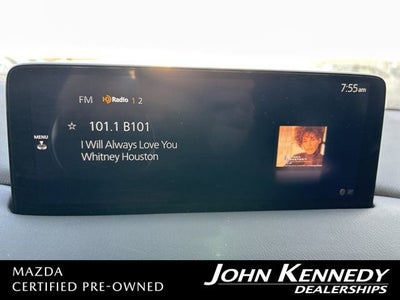 7:55am
FM HD Radio 1 2
☆ 101.1 B101
MENU
I Will Always Love You
Whitney Houston
MAZDA
CERTIFIED PRE-OWNED
JOHN KENNEDY
DEALERSHIPS